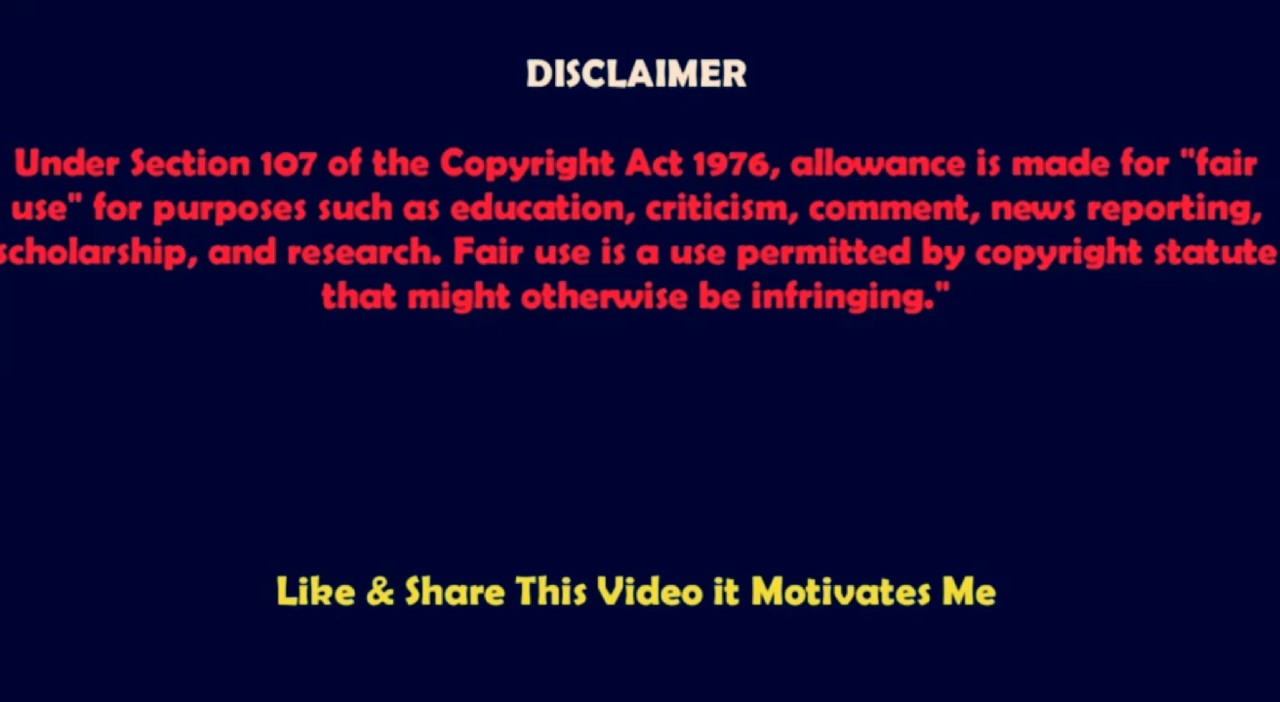 DISCLAIMER
Under Section 107 of the Copyright Act 1976, allowance is made for "fair
use" for purposes such as education, criticism, comment, news reporting,
scholarship, and research. Fair use is a use permitted by copyright statute
that might otherwise be infringing."
Like & Share This Video it Motivates Me